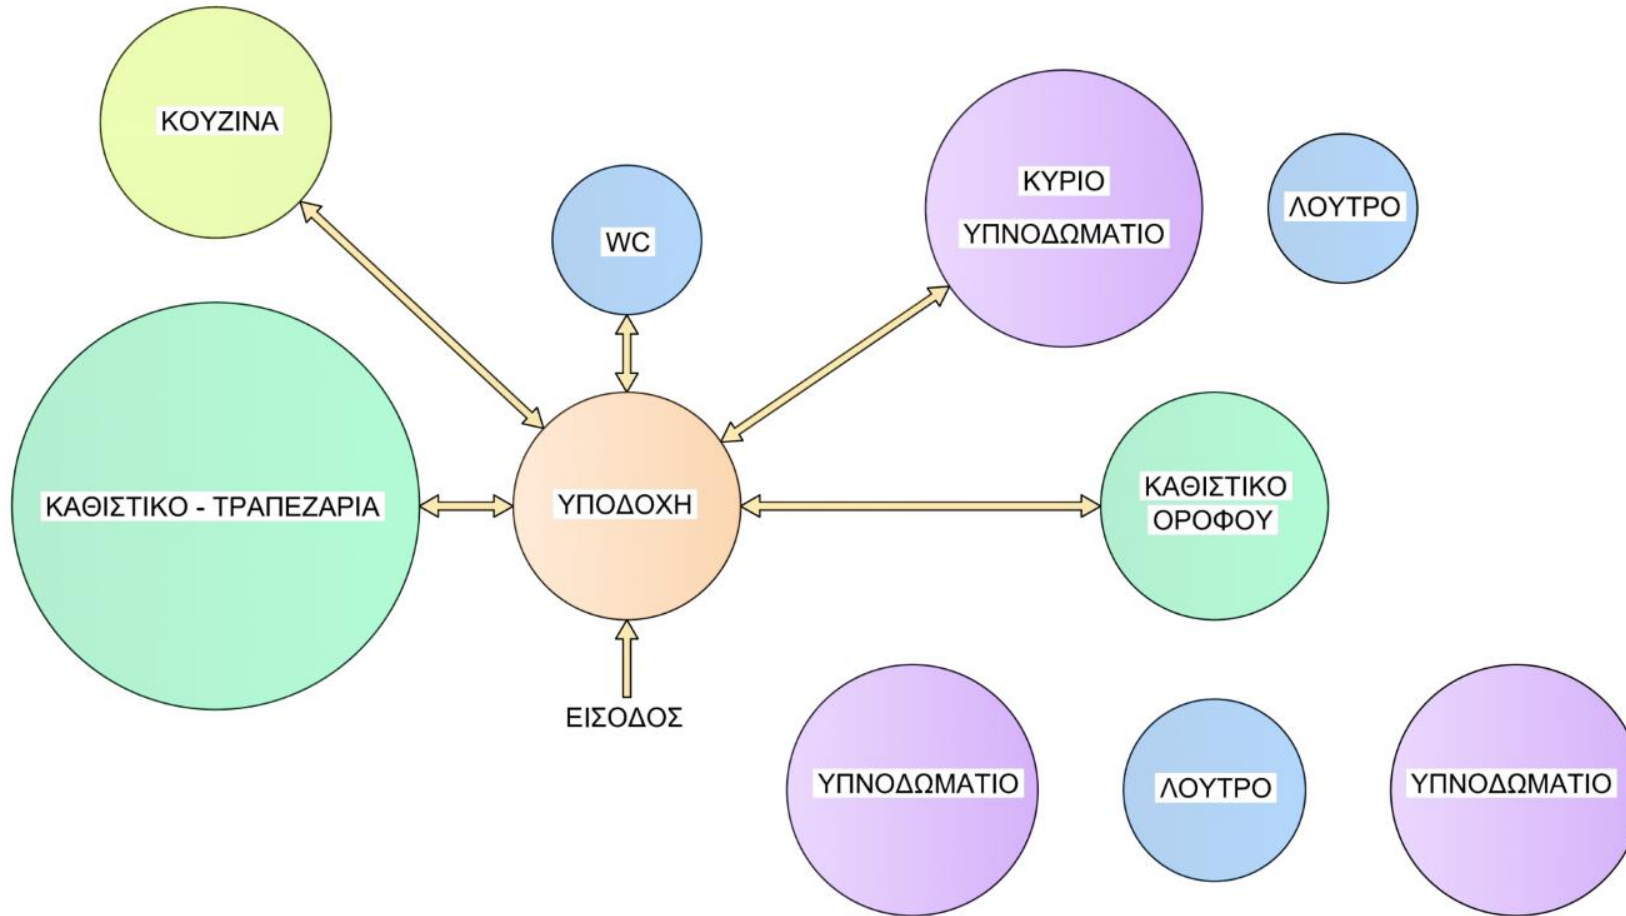 ΚΟΥΖΙΝΑ
WC
ΚΥΡΙΟ
ΥΠΝΟΔΩΜΑΤΙΟ
ΛΟΥΤΡΟ
ΚΑΘΙΣΤΙΚΟ - ΤΡΑΠΕΖΑΡΙΑ
ΥΠΟΔΟΧΗ
ΚΑΘΙΣΤΙΚΟ
ΟΡΟΦΟΥ
ΕΙΣΟΔΟΣ
ΥΠΝΟΔΩΜΑΤΙΟ
ΛΟΥΤΡΟ
ΥΠΝΟΔΩΜΑΤΙΟ